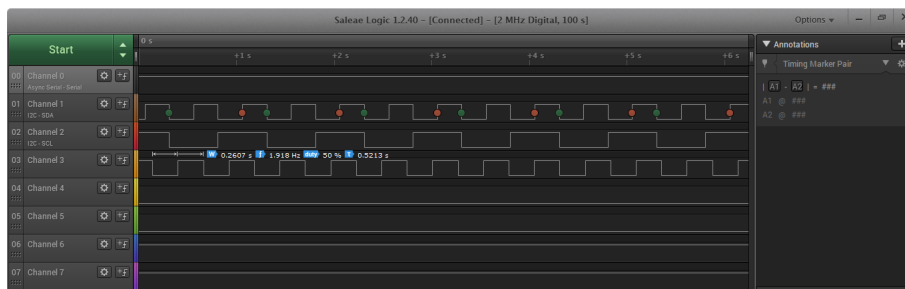 Saleae Logic 1.2.40 - [Connected] - [2 MHz Digital, 100 s]
Options
Start
0 s
+1 s
+2 s
+3 s
+4 s
+5 s
+6 s
Annotations
Timing Marker Pair
| A1 - A2 | = ###
A1 @ ###
A2 @ ###
00 Channel 0
Async Serial - Serial
01 Channel 1
I2C - SDA
02 Channel 2
I2C - SCL
W 0.2607 s f 1.918 Hz duty 50 % T 0.5213 s
03 Channel 3
04 Channel 4
05 Channel 5
06 Channel 6
07 Channel 7